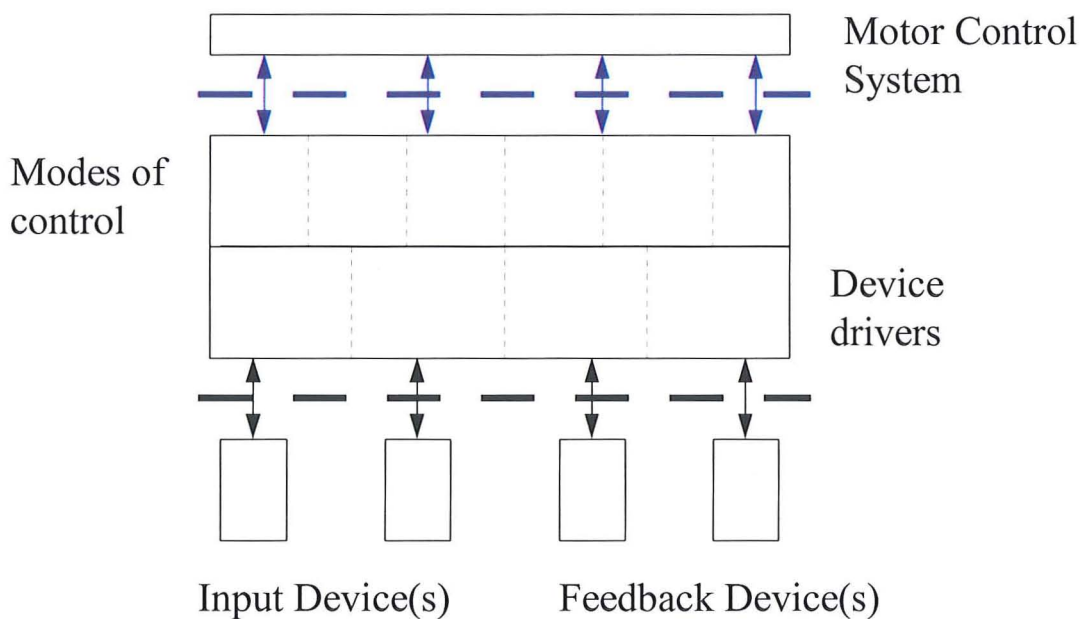 Motor Control
System
Modes of
control
Device
drivers
Input Device(s)
Feedback Device(s)